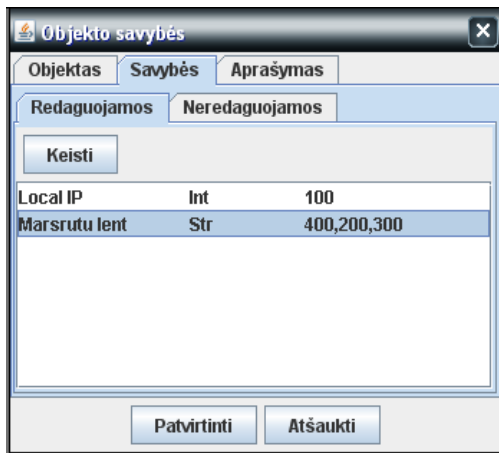 Objekto savybės
Objektas Savybės Aprašymas
Redaguojamos Neredaguojamos
Keisti
Local IP Int 100
Marsrutu lent Str 400,200,300
Patvirtinti Atšaukti